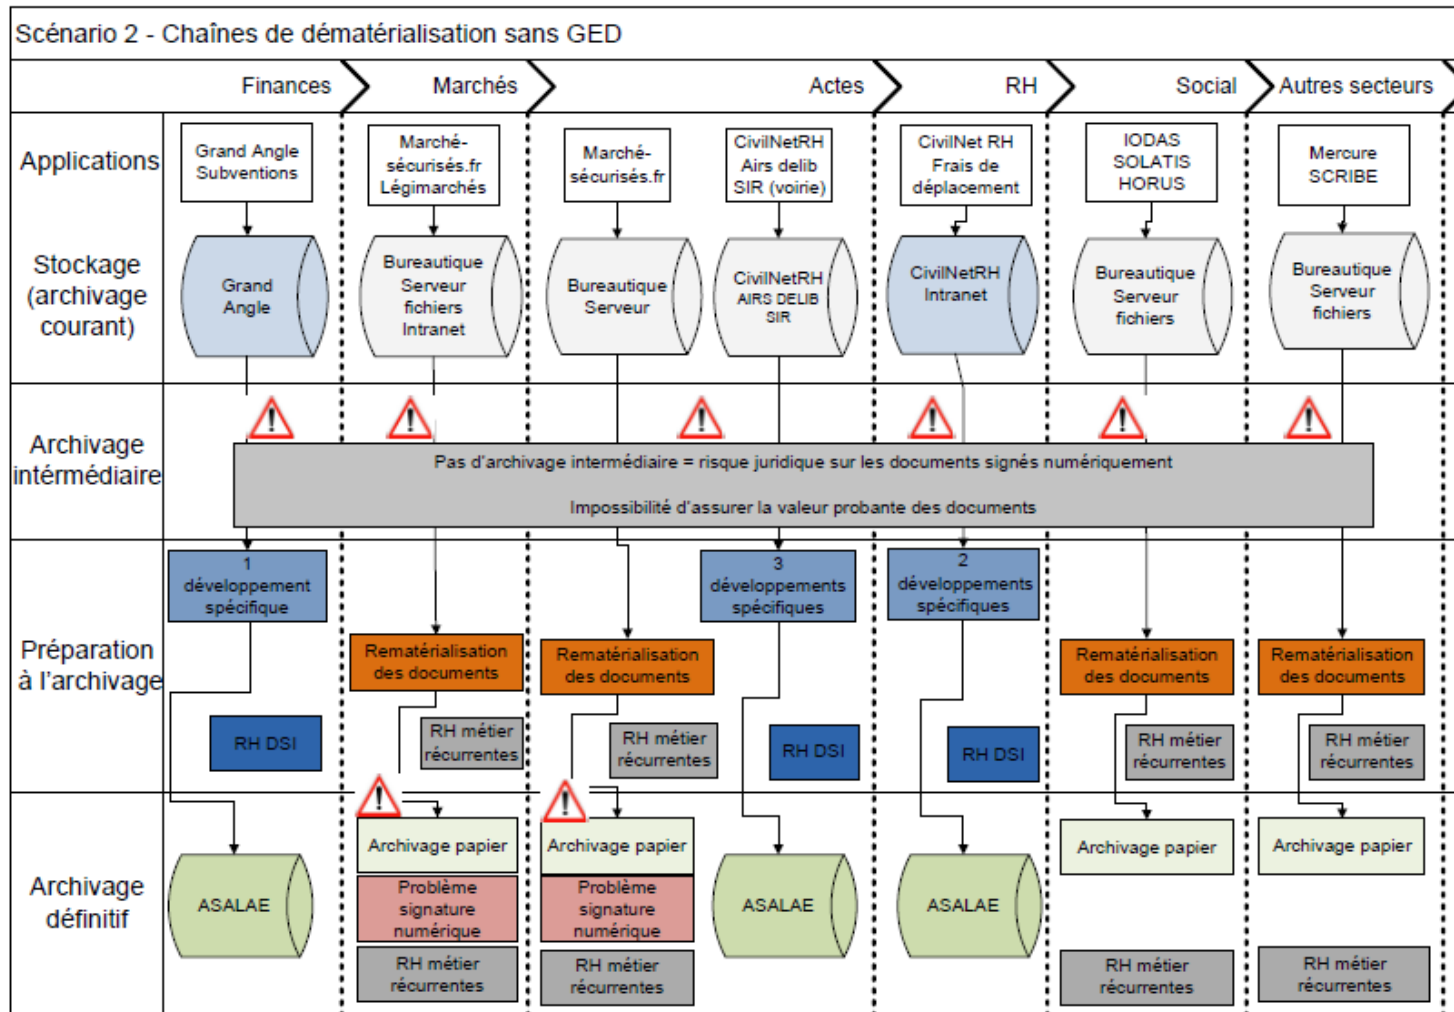 Scénario 2 - Chaînes de dématérialisation sans GED
Finances
Marchés
Actes
RH
Social
Autres secteurs
Applications
Grand Angle
Subventions
Marché-
sécurisés.fr
Légimarchés
Marché-
sécurisés.fr
CivilNetRH
Airs delib
SIR (voirie)
CivilNet RH
Frais de
déplacement
IODAS
SOLATIS
HORUS
Mercure
SCRIBE
Stockage
(archivage
courant)
Grand
Angle
Bureautique
Serveur
fichiers
Intranet
Bureautique
Serveur
CivilNetRH
AIRS DELIB
SIR
CivilNetRH
Intranet
Bureautique
Serveur
fichiers
Bureautique
Serveur
fichiers
Archivage
intérmédiaire
Pas d'archivage intermédiaire = risque juridique sur les documents signés numériquement
Impossibilité d'assurer la valeur probante des documents
Préparation
à l'archivage
1
développement
spécifique
3
développements
spécifiques
2
développements
spécifiques
Rematérialisation
des documents
Rematérialisation
des documents
Rematérialisation
des documents
Rematérialisation
des documents
RH DSI
RH métier
récurrentes
RH métier
récurrentes
RH DSI
RH DSI
RH métier
récurrentes
RH métier
récurrentes
Archivage
définitif
ASALAE
Archivage papier
Problème
signature
numérique
RH métier
récurrentes
Archivage papier
Problème
signature
numérique
RH métier
récurrentes
ASALAE
ASALAE
Archivage papier
RH métier
récurrentes
Archivage papier
RH métier
récurrentes